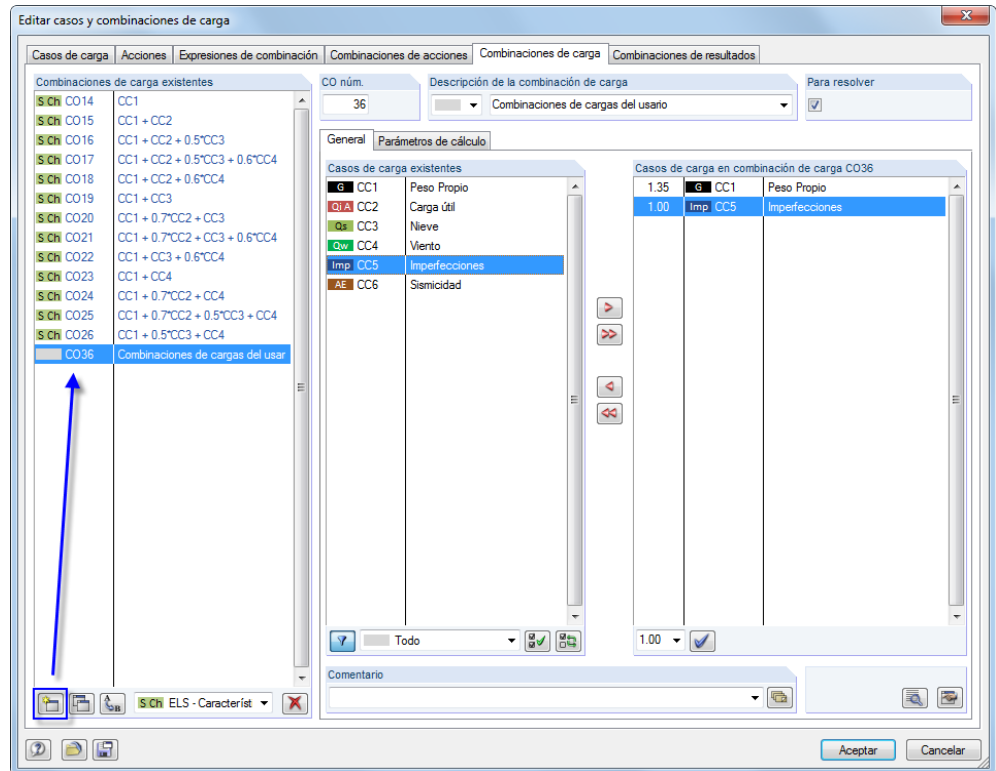 Editar casos y combinaciones de carga
Casos de carga Acciones Expresiones de combinación Combinaciones de acciones Combinaciones de carga Combinaciones de resultados
Combinaciones de carga existentes
S Ch CO14 CC1
S Ch CO15 CC1 + CC2
S Ch CO16 CC1 + CC2 + 0.5*CC3
S Ch CO17 CC1 + CC2 + 0.5*CC3 + 0.6*CC4
S Ch CO18 CC1 + CC2 + 0.6*CC4
S Ch CO19 CC1 + CC3
S Ch CO20 CC1 + 0.7*CC2 + CC3
S Ch CO21 CC1 + 0.7*CC2 + CC3 + 0.6*CC4
S Ch CO22 CC1 + CC3 + 0.6*CC4
S Ch CO23 CC1 + CC4
S Ch CO24 CC1 + 0.7*CC2 + CC4
S Ch CO25 CC1 + 0.7*CC2 + 0.5*CC3 + CC4
S Ch CO26 CC1 + 0.5*CC3 + CC4
CO36 Combinaciones de cargas del usar
S Ch ELS - Característ
CO núm.
36
Descripción de la combinación de carga
Combinaciones de cargas del usario
Para resolver
General Parámetros de cálculo
Casos de carga existentes
G CC1 Peso Propio
Qi A CC2 Carga útil
Qs CC3 Nieve
Qw CC4 Viento
Imp CC5 Imperfecciones
AE CC6 Sismicidad
Todo
Casos de carga en combinación de carga CO36
1.35 G CC1 Peso Propio
1.00 Imp CC5 Imperfecciones
1.00
Comentario
Aceptar Cancelar